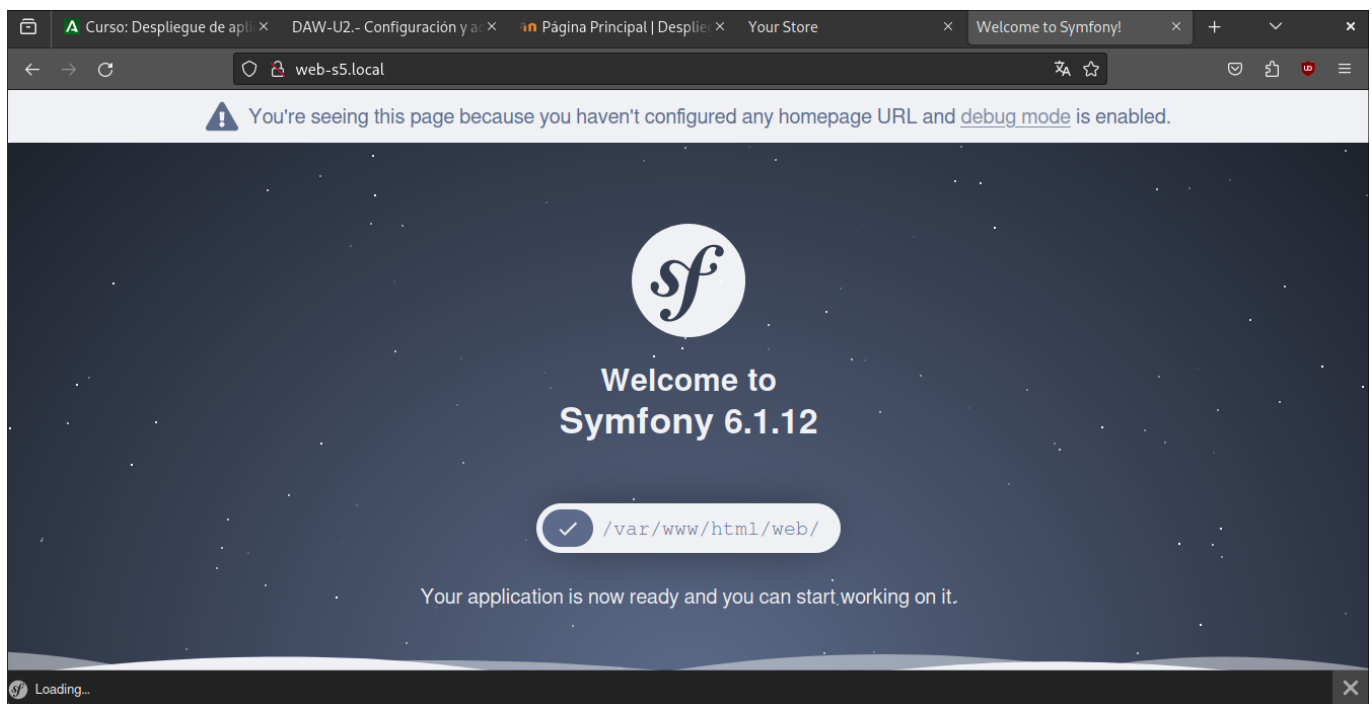 Curso: Despliegue de apli
DAW-U2.- Configuración y ad
Página Principal | Desplieg
Your Store
Welcome to Symfony!
web-s5.local
You're seeing this page because you haven't configured any homepage URL and debug mode is enabled.
sf
Welcome to
Symfony 6.1.12
/var/www/html/web/
Your application is now ready and you can start working on it.
Loading...